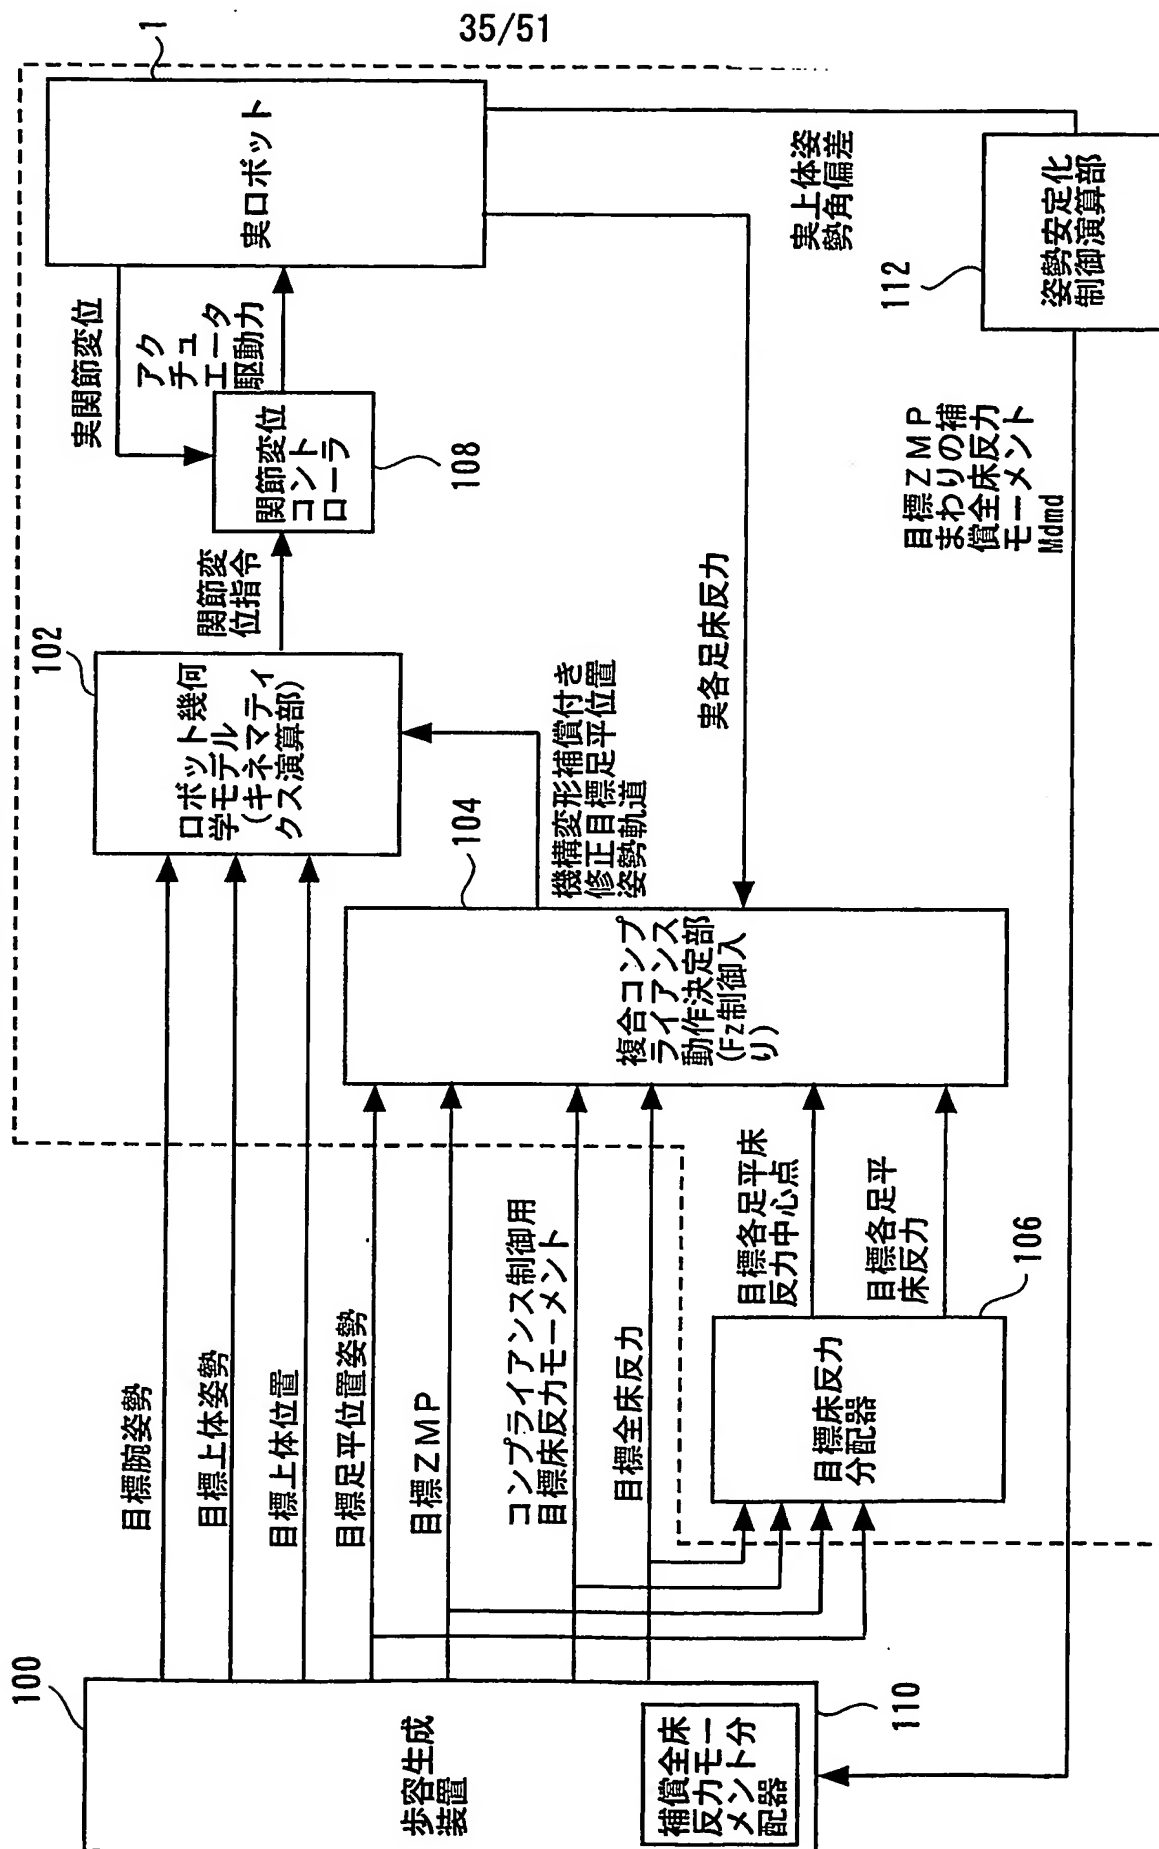 35/51
100
歩容生成
装置
補償全床
反力モー
メント分
配器
110
目標腕姿勢
目標上体姿勢
目標上体位置
目標足平位置姿勢
目標ZMP
コンプライアンス制御用
目標床反力モーメント
目標全床反力
目標床反力
分配器
106
目標各足平床
反力中心点
目標各足平
床反力
102
ロボット幾何
学モデル
(キネマティ
クス演算部)
104
複合コンプ
ライアンス
動作決定部
(Fz制御入
り)
機構変形補償付き
修正目標足平位置
姿勢軌道
関節変
位指令
関節変位
コント
ローラ
108
実関節変位
アク
チュ
エータ
駆動力
1
実ロボット
実各足床反力
実上体姿
勢角偏差
112
姿勢安定化
制御演算部
目標ZMP
まわりの補
償全床反力
モーメント
Mdmd